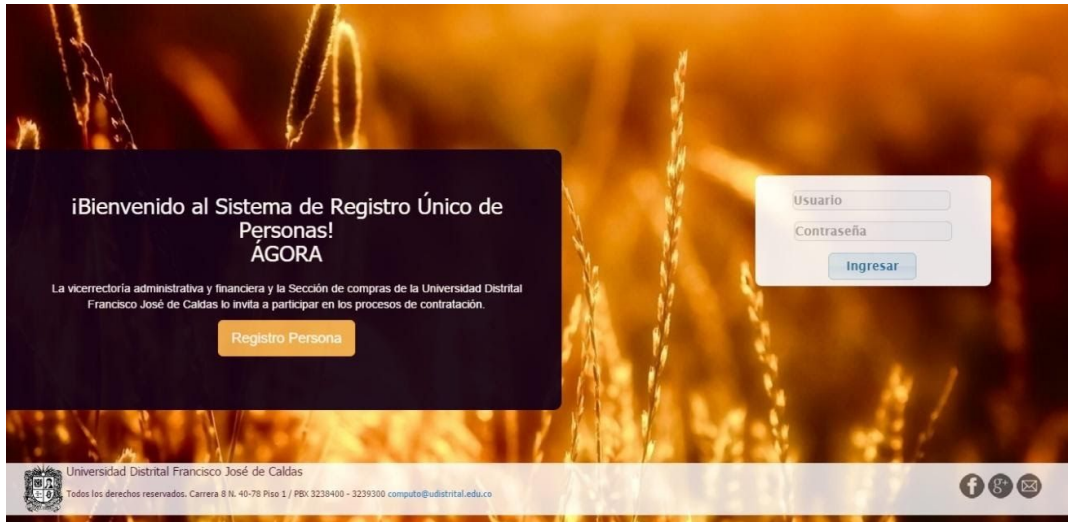 ¡Bienvenido al Sistema de Registro Único de
Personas!
ÁGORA
La vicerrectoría administrativa y financiera y la Sección de compras de la Universidad Distrital
Francisco José de Caldas lo invita a participar en los procesos de contratación.
Registro Persona
Usuario
Contraseña
Ingresar
Universidad Distrital Francisco José de Caldas
Todos los derechos reservados. Carrera 8 N. 40-78 Piso 1 / PBX 3238400 - 3239300 computo@udistrital.edu.co
f g+